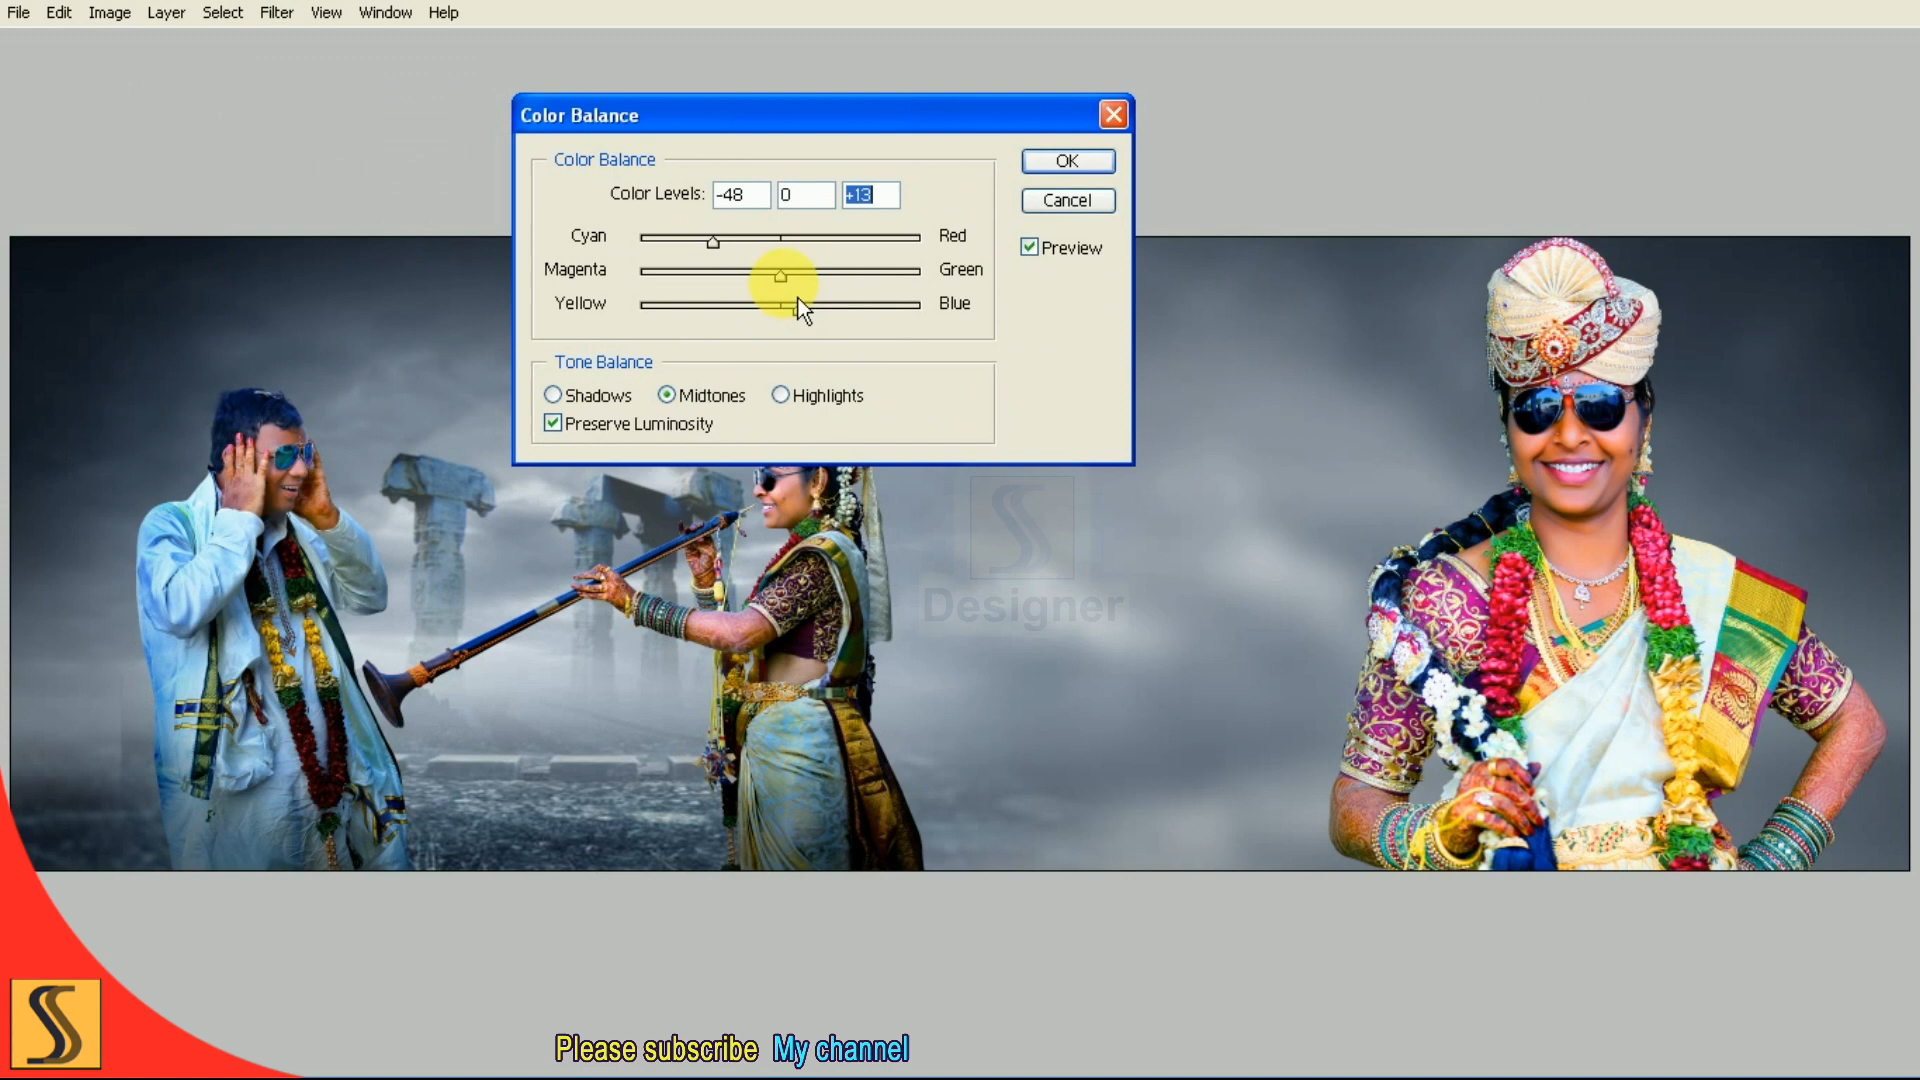 File Edit Image Layer Select Filter View Window Help
Color Balance
Color Balance
OK
Color Levels: -48 0 +13
Cancel
Cyan Red
Preview
Magenta Green
Yellow Blue
Tone Balance
Shadows Midtones Highlights
Preserve Luminosity
Designer
Please subscribe My channel